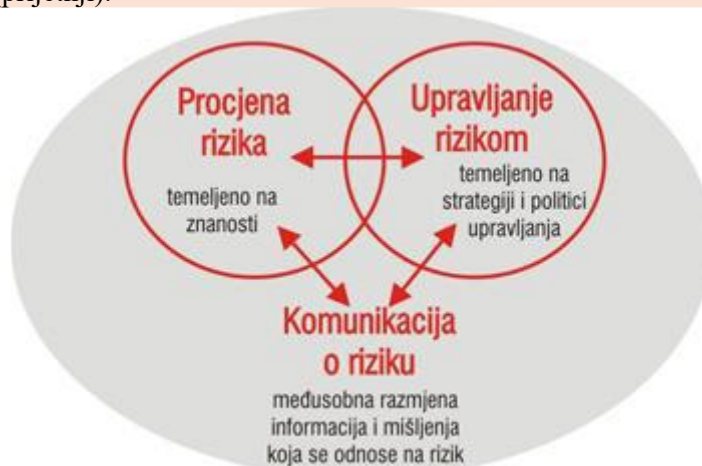 prijetnji).
Procjena
rizika
temeljeno na
znanosti
Upravljanje
rizikom
temeljeno na
strategiji i politici
upravljanja
Komunikacija
o riziku
međusobna razmjena
informacija i mišljenja
koja se odnose na rizik